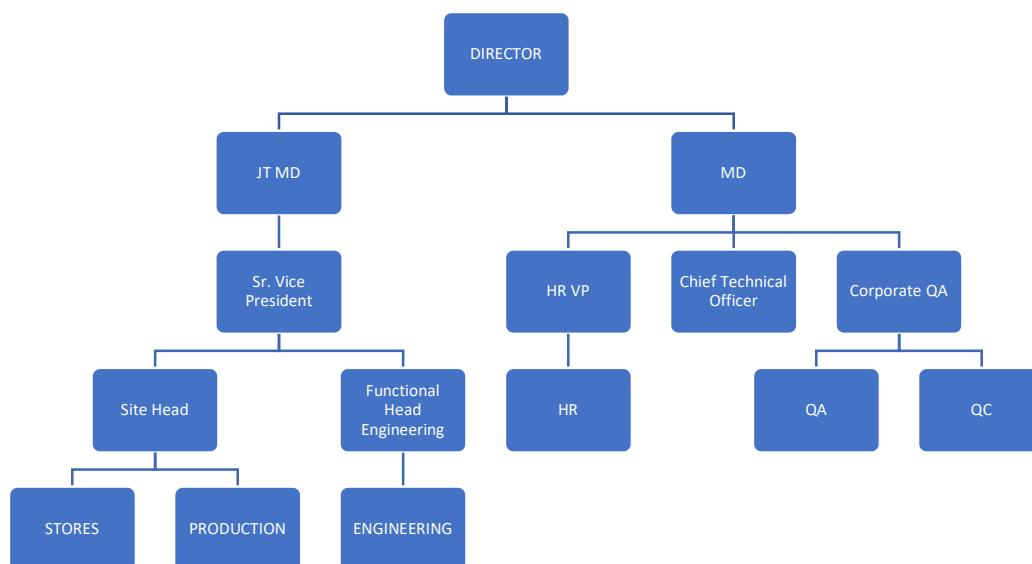 DIRECTOR
JT MD
MD
Sr. Vice
President
HR VP
Chief Technical
Officer
Corporate QA
Site Head
Functional
Head
Engineering
HR
QA
QC
STORES
PRODUCTION
ENGINEERING